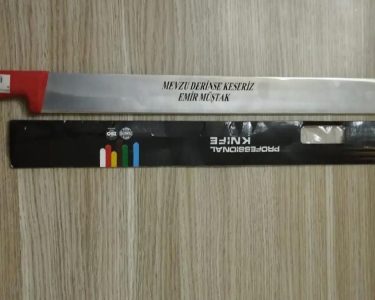 MEVZU DERİNSE KESERİZ
EMİR MÜŞTAK
PROFESSIONAL
KNIFE